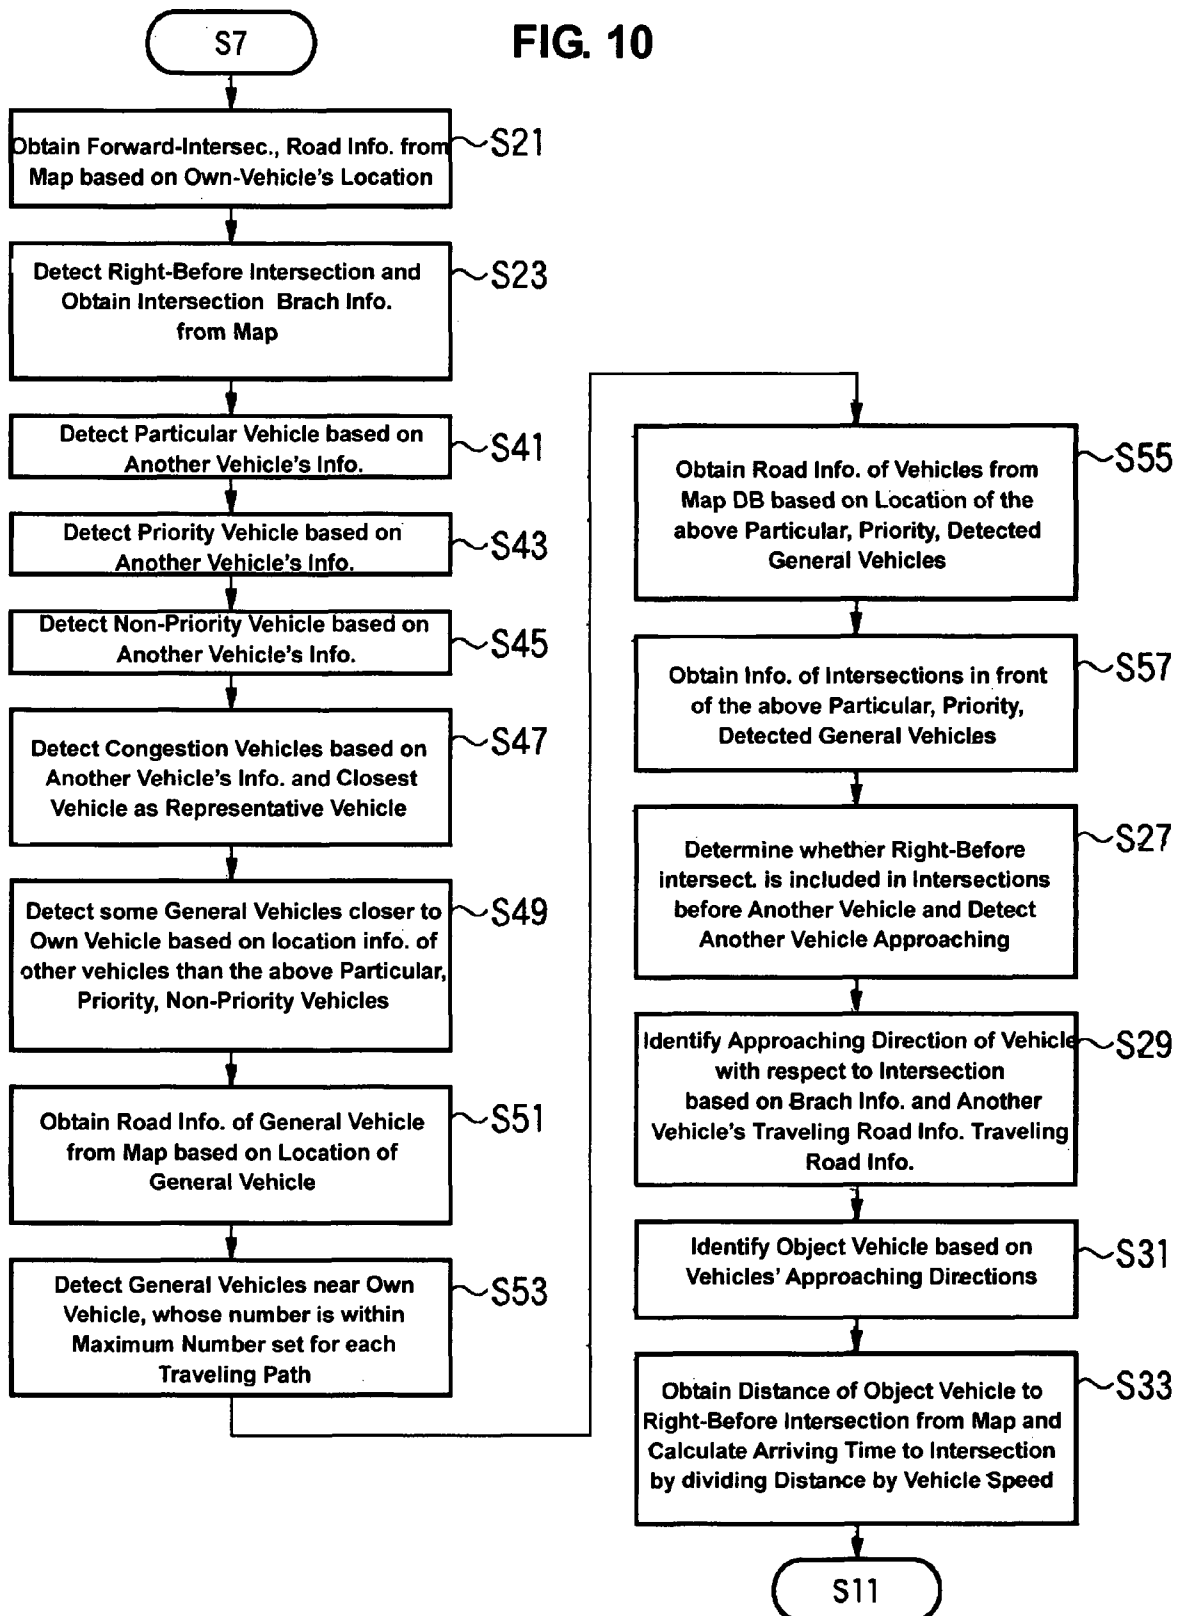 FIG. 10
S7
Obtain Forward-Intersec., Road Info. from
Map based on Own-Vehicle's Location
S21
Detect Right-Before Intersection and
Obtain Intersection Brach Info.
from Map
S23
Detect Particular Vehicle based on
Another Vehicle's Info.
S41
Detect Priority Vehicle based on
Another Vehicle's Info.
S43
Detect Non-Priority Vehicle based on
Another Vehicle's Info.
S45
Detect Congestion Vehicles based on
Another Vehicle's Info. and Closest
Vehicle as Representative Vehicle
S47
Detect some General Vehicles closer to
Own Vehicle based on location info. of
other vehicles than the above Particular,
Priority, Non-Priority Vehicles
S49
Obtain Road Info. of General Vehicle
from Map based on Location of
General Vehicle
S51
Detect General Vehicles near Own
Vehicle, whose number is within
Maximum Number set for each
Traveling Path
S53
Obtain Road Info. of Vehicles from
Map DB based on Location of the
above Particular, Priority, Detected
General Vehicles
S55
Obtain Info. of Intersections in front
of the above Particular, Priority,
Detected General Vehicles
S57
Determine whether Right-Before
intersect. is included in Intersections
before Another Vehicle and Detect
Another Vehicle Approaching
S27
Identify Approaching Direction of Vehicle
with respect to Intersection
based on Brach Info. and Another
Vehicle's Traveling Road Info. Traveling
Road Info.
S29
Identify Object Vehicle based on
Vehicles' Approaching Directions
S31
Obtain Distance of Object Vehicle to
Right-Before Intersection from Map and
Calculate Arriving Time to Intersection
by dividing Distance by Vehicle Speed
S33
S11